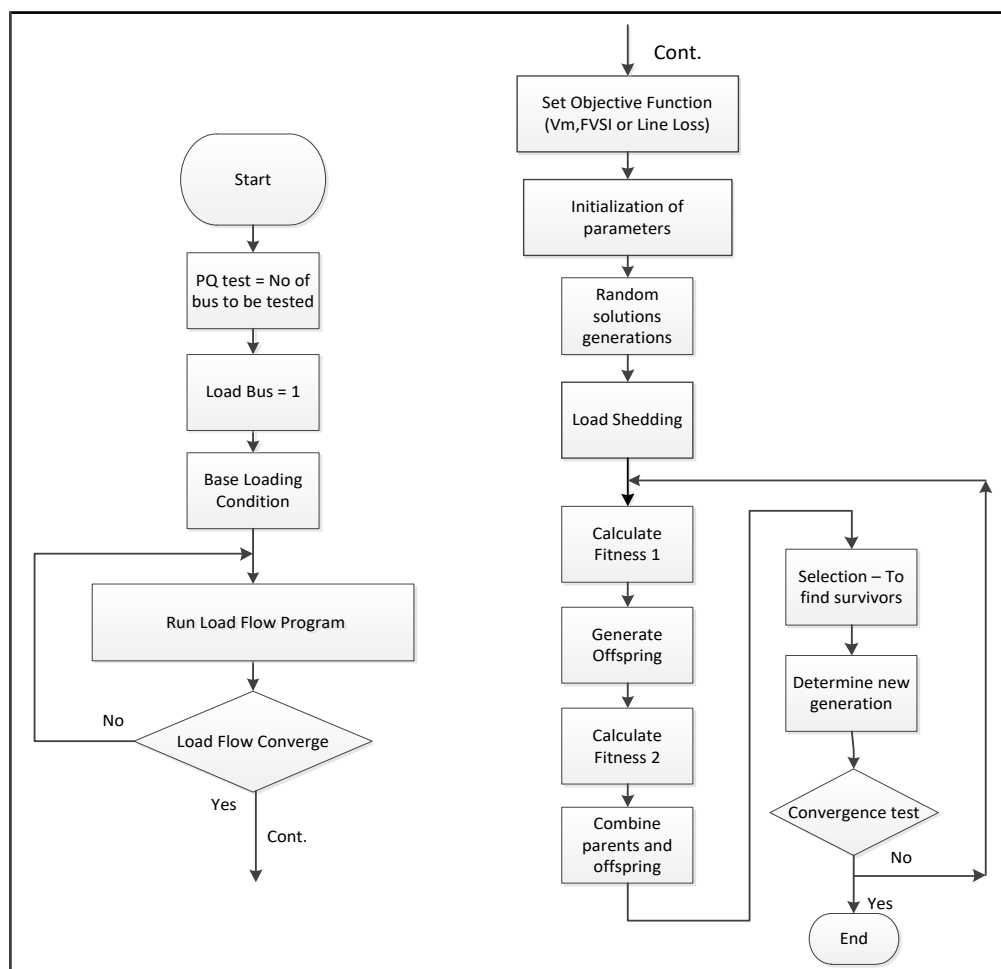 Start
PQ test = No of
bus to be tested
Load Bus = 1
Base Loading
Condition
Run Load Flow Program
Load Flow Converge
No
Yes
Cont.
Cont.
Set Objective Function
(Vm,FVSI or Line Loss)
Initialization of
parameters
Random
solutions
generations
Load Shedding
Calculate
Fitness 1
Generate
Offspring
Calculate
Fitness 2
Combine
parents and
offspring
Selection – To
find survivors
Determine new
generation
Convergence test
No
Yes
End